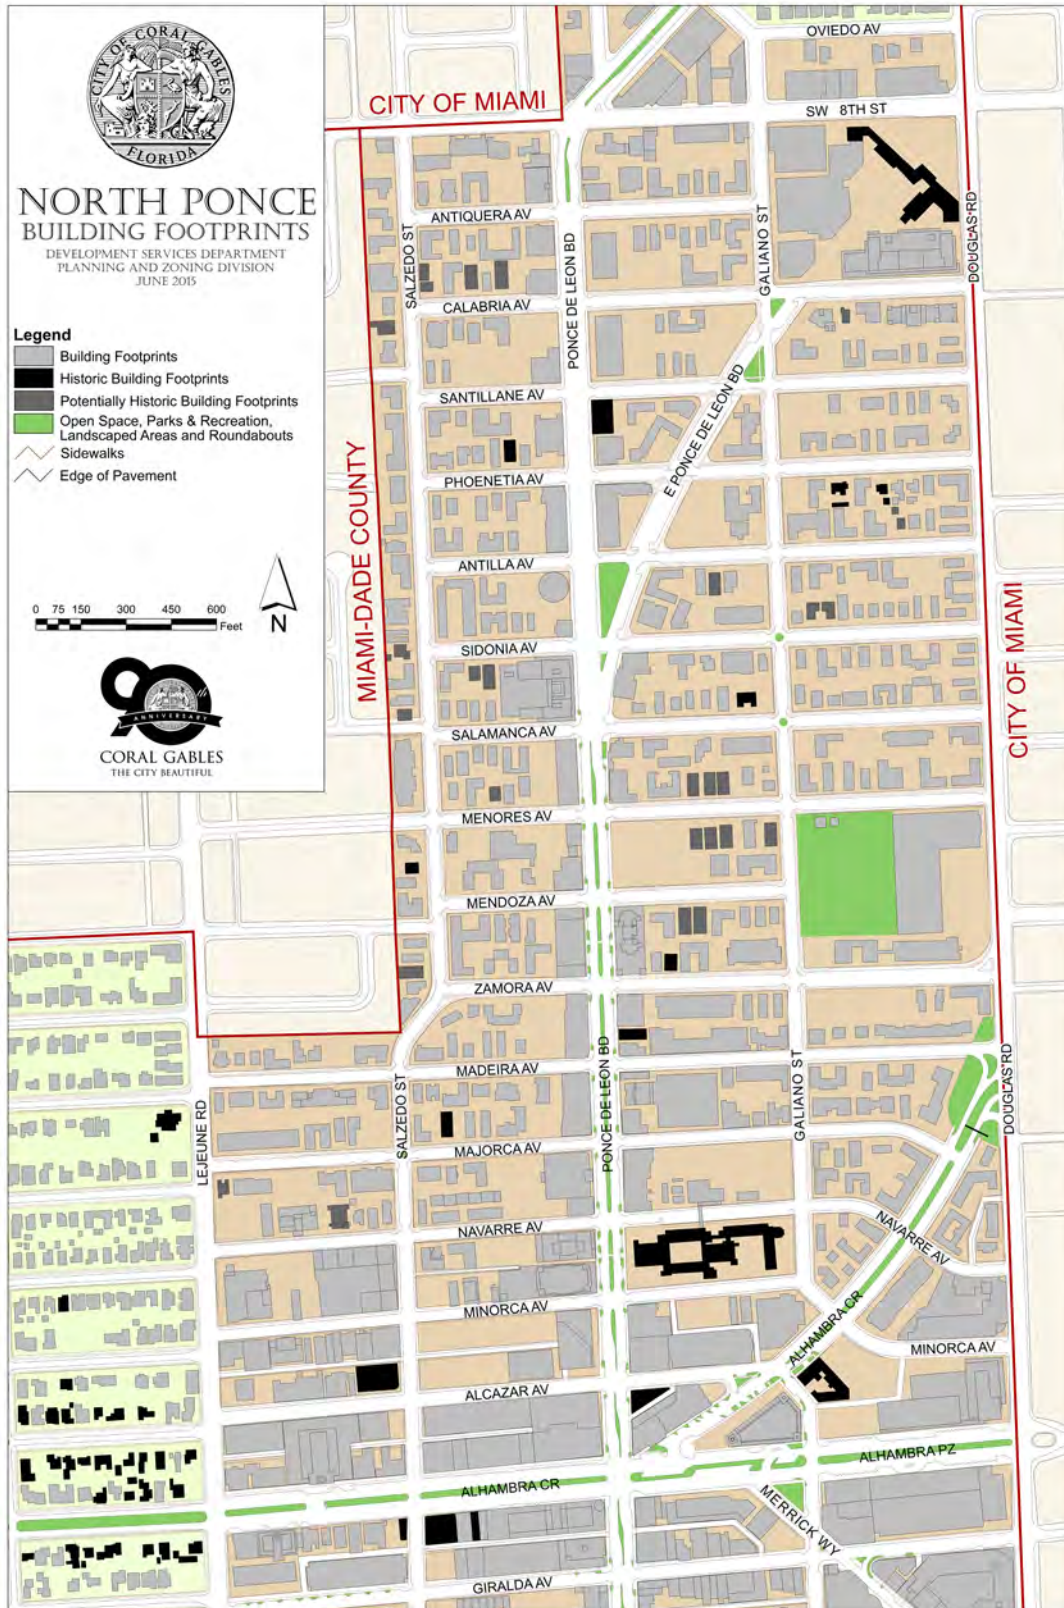 CITY OF CORAL GABLES
FLORIDA
NORTH PONCE
BUILDING FOOTPRINTS
DEVELOPMENT SERVICES DEPARTMENT
PLANNING AND ZONING DIVISION
JUNE 2015
Legend
Building Footprints
Historic Building Footprints
Potentially Historic Building Footprints
Open Space, Parks & Recreation,
Landscaped Areas and Roundabouts
Sidewalks
Edge of Pavement
0 75 150 300 450 600
Feet
N
90th
ANNIVERSARY
CORAL GABLES
THE CITY BEAUTIFUL
CITY OF MIAMI
MIAMI-DADE COUNTY
CITY OF MIAMI
OVIEDO AV
SW 8TH ST
ANTIQUERA AV
SALZEDO ST
PONCE DE LEON BD
GALIANO ST
DOUGLAS RD
CALABRIA AV
E PONCE DE LEON BD
SANTILLANE AV
PHOENETIA AV
ANTILLA AV
SIDONIA AV
SALAMANCA AV
MENORES AV
MENDOZA AV
ZAMORA AV
MADEIRA AV
LEJEUNE RD
SALZEDO ST
PONCE DE LEON BD
GALIANO ST
DOUGLAS RD
MAJORCA AV
NAVARRE AV
NAVARRE AV
MINORCA AV
ALHAMBRA CR
MINORCA AV
ALCAZAR AV
ALHAMBRA CR
ALHAMBRA PZ
MERRICK WY
GIRALDA AV